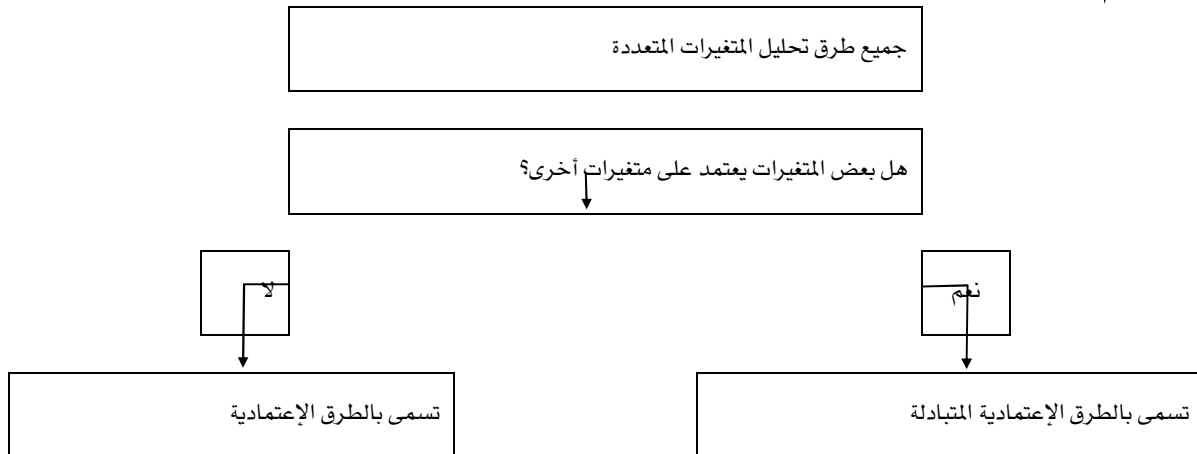 جميع طرق تحليل المتغيرات المتعددة
هل بعض المتغيرات يعتمد على متغيرات أخرى؟
نعم
لا
تسمى بالطرق الإعتمادية المتبادلة
تسمى بالطرق الإعتمادية